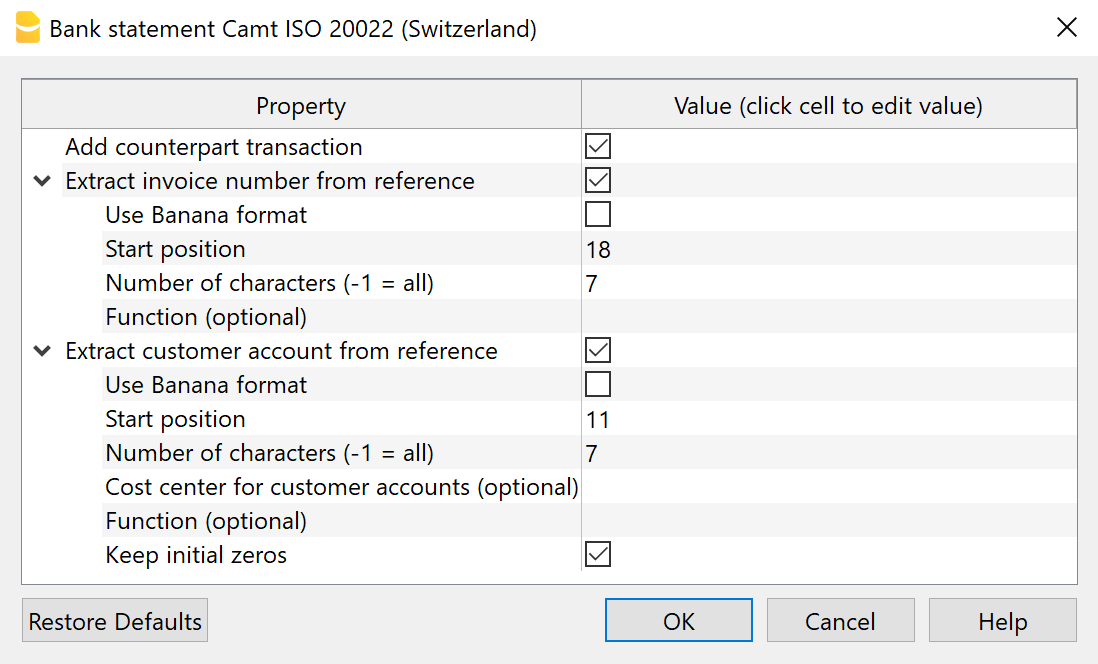 Bank statement Camt ISO 20022 (Switzerland)
Property Value (click cell to edit value)
Add counterpart transaction
Extract invoice number from reference
Use Banana format
Start position 18
Number of characters (-1 = all) 7
Function (optional)
Extract customer account from reference
Use Banana format
Start position 11
Number of characters (-1 = all) 7
Cost center for customer accounts (optional)
Function (optional)
Keep initial zeros
Restore Defaults OK Cancel Help